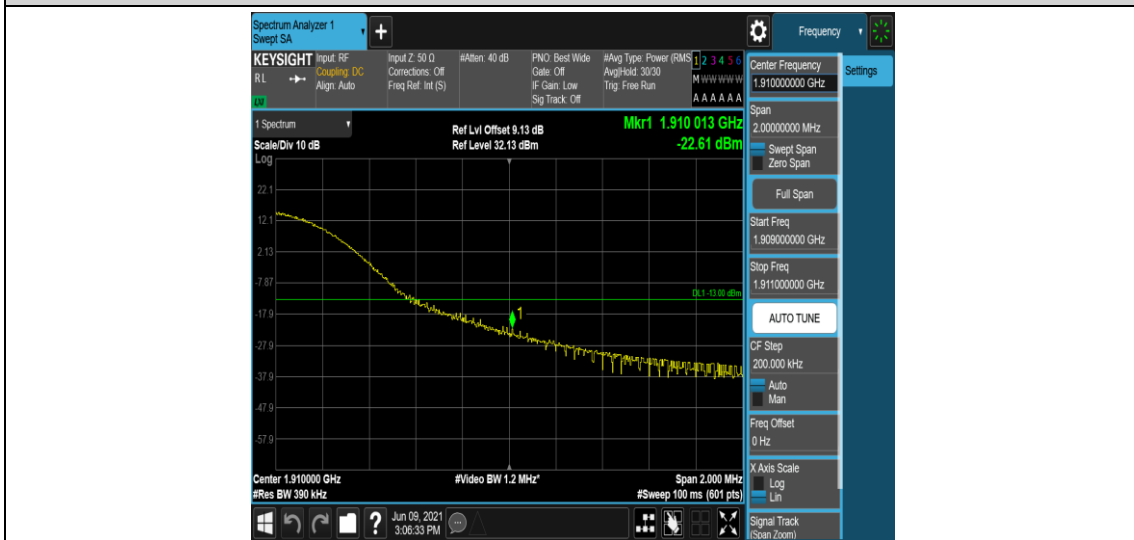 Spectrum Analyzer 1
Swept SA
+
Frequency
KEYSIGHT
RL
LXI
Input: RF
Coupling: DC
Align: Auto
Input Z: 50 Ω
Corrections: Off
Freq Ref: Int (S)
#Atten: 40 dB
PNO: Best Wide
Gate: Off
IF Gain: Low
Sig Track: Off
#Avg Type: Power (RMS
Avg|Hold: 30/30
Trig: Free Run
1 2 3 4 5 6
M W W W W W
A A A A A A
1 Spectrum
Scale/Div 10 dB
Log
Ref Lvl Offset 9.13 dB
Ref Level 32.13 dBm
Mkr1 1.910 013 GHz
-22.61 dBm
22.1
12.1
2.13
-7.87
-17.9
-27.9
-37.9
-47.9
-57.9
DL1 -13.00 dBm
1
Center 1.910000 GHz
#Res BW 390 kHz
#Video BW 1.2 MHz*
Span 2.000 MHz
#Sweep 100 ms (601 pts)
?
Jun 09, 2021
3:06:33 PM
Center Frequency
1.910000000 GHz
Span
2.00000000 MHz
Swept Span
Zero Span
Full Span
Start Freq
1.909000000 GHz
Stop Freq
1.911000000 GHz
AUTO TUNE
CF Step
200.000 kHz
Auto
Man
Freq Offset
0 Hz
X Axis Scale
Log
Lin
Signal Track
(Span Zoom)
Settings